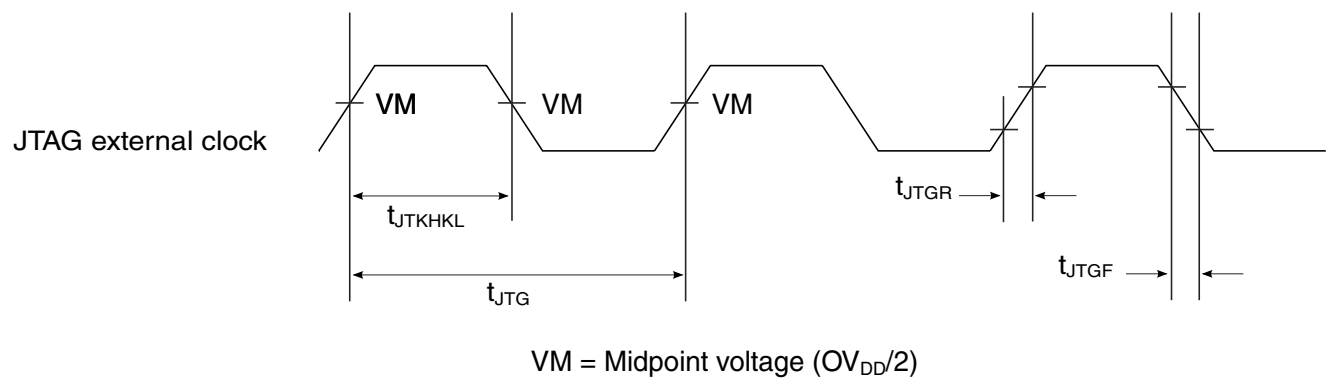 VM VM VM
JTAG external clock
tJTKHKL
tJTG
tJTGR
tJTGF
VM = Midpoint voltage (OVDD/2)